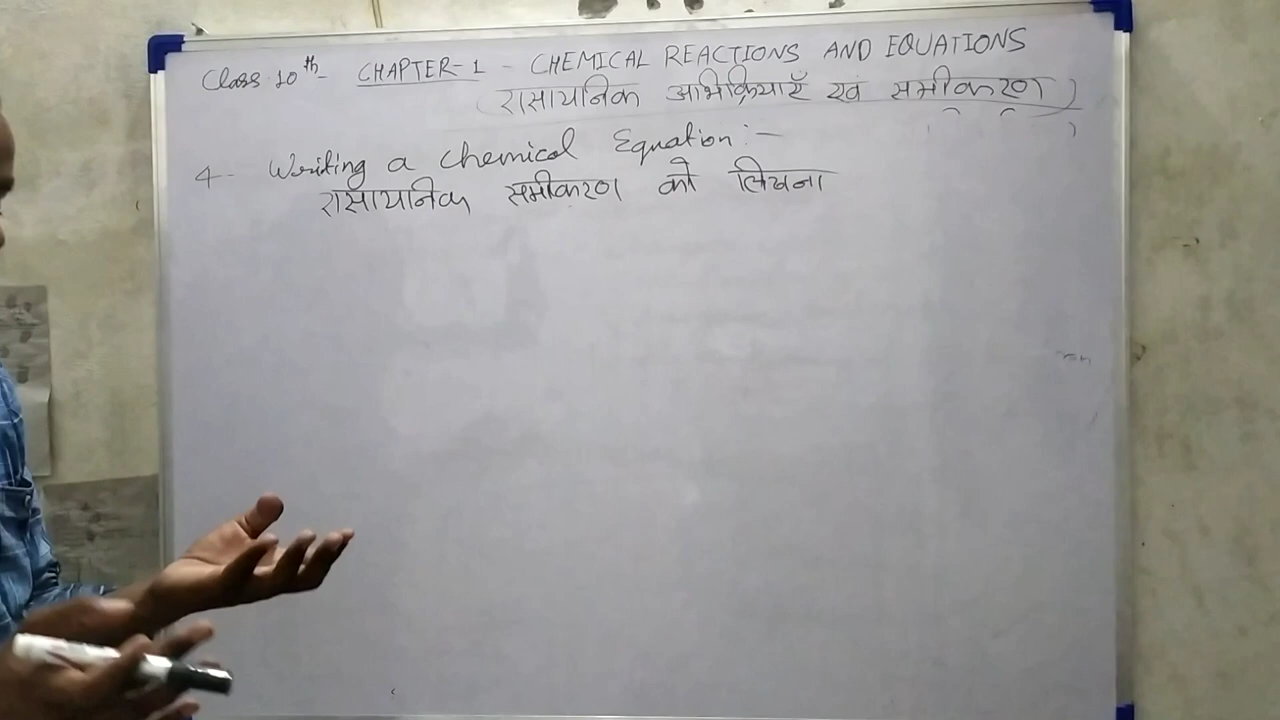 Class 10th- CHAPTER-1 - CHEMICAL REACTIONS AND EQUATIONS
(रासायनिक अभिक्रियाएँ एवं समीकरण)
4- Writing a chemical Equation:-
रासायनिक समीकरण को लिखना